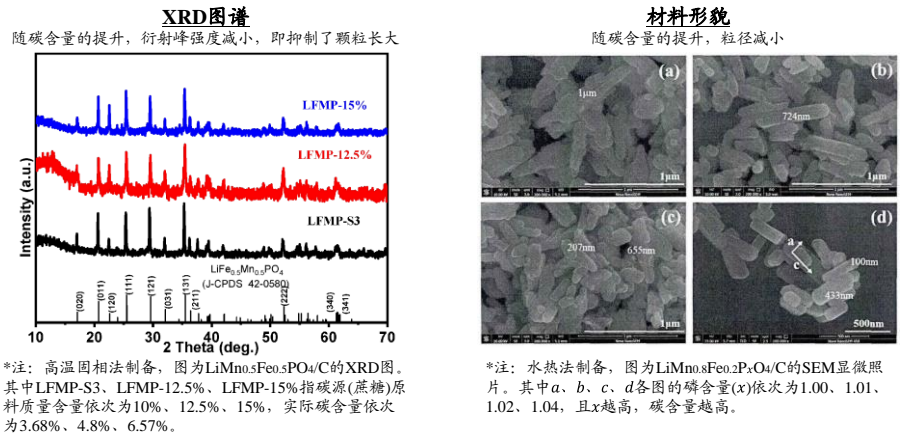 XRD图谱
随碳含量的提升，衍射峰强度减小，即抑制了颗粒长大
LFMP-15%
LFMP-12.5%
LFMP-S3
LiFe0.5Mn0.5PO4
(J-CPDS 42-0580)
(020)
(011)
(120)
(111)
(121)
(031)
(131)
(211)
(222)
(340)
(341)
Intensity (a.u.)
10 20 30 40 50 60 70
2 Theta (deg.)
*注：高温固相法制备，图为LiMn0.5Fe0.5PO4/C的XRD图。
其中LFMP-S3、LFMP-12.5%、LFMP-15%指碳源(蔗糖)原
料质量含量依次为10%、12.5%、15%，实际碳含量依次
为3.68%、4.8%、6.57%。
材料形貌
随碳含量的提升，粒径减小
(a)
1μm
1μm
(b)
724nm
1μm
(c)
207nm
655nm
1μm
(d)
a
c
100nm
433nm
500nm
*注：水热法制备，图为LiMn0.8Fe0.2PxO4/C的SEM显微照
片。其中a、b、c、d各图的磷含量(x)依次为1.00、1.01、
1.02、1.04，且x越高，碳含量越高。